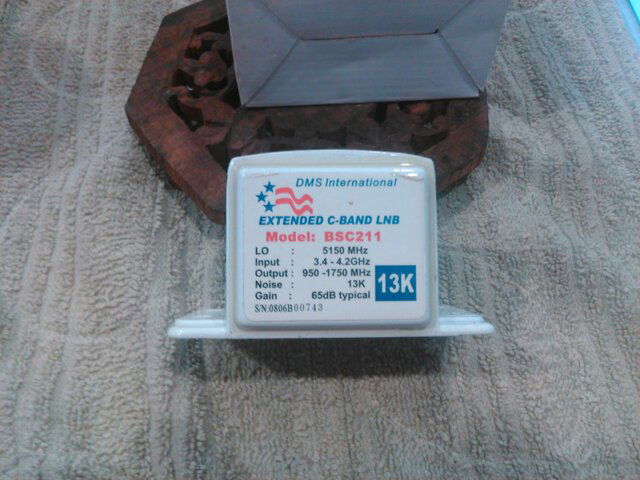 DMS International
EXTENDED C-BAND LNB
Model: BSC211
LO : 5150 MHz
Input : 3.4 - 4.2GHz
Output : 950 -1750 MHz
Noise : 13K
Gain : 65dB typical
13K
S/N:0806B00743